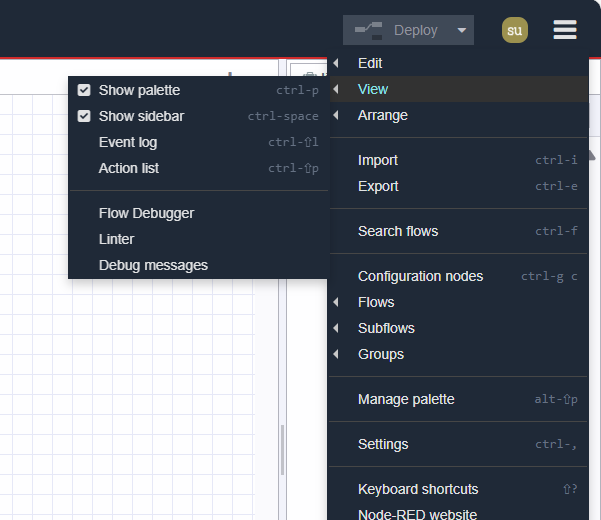 Deploy
su
Edit
View
Arrange
Import ctrl-i
Export ctrl-e
Search flows ctrl-f
Configuration nodes ctrl-g c
Flows
Subflows
Groups
Manage palette alt-⇧p
Settings ctrl-,
Keyboard shortcuts ⇧?
Node-RED website
Show palette ctrl-p
Show sidebar ctrl-space
Event log ctrl-⇧l
Action list ctrl-⇧p
Flow Debugger
Linter
Debug messages